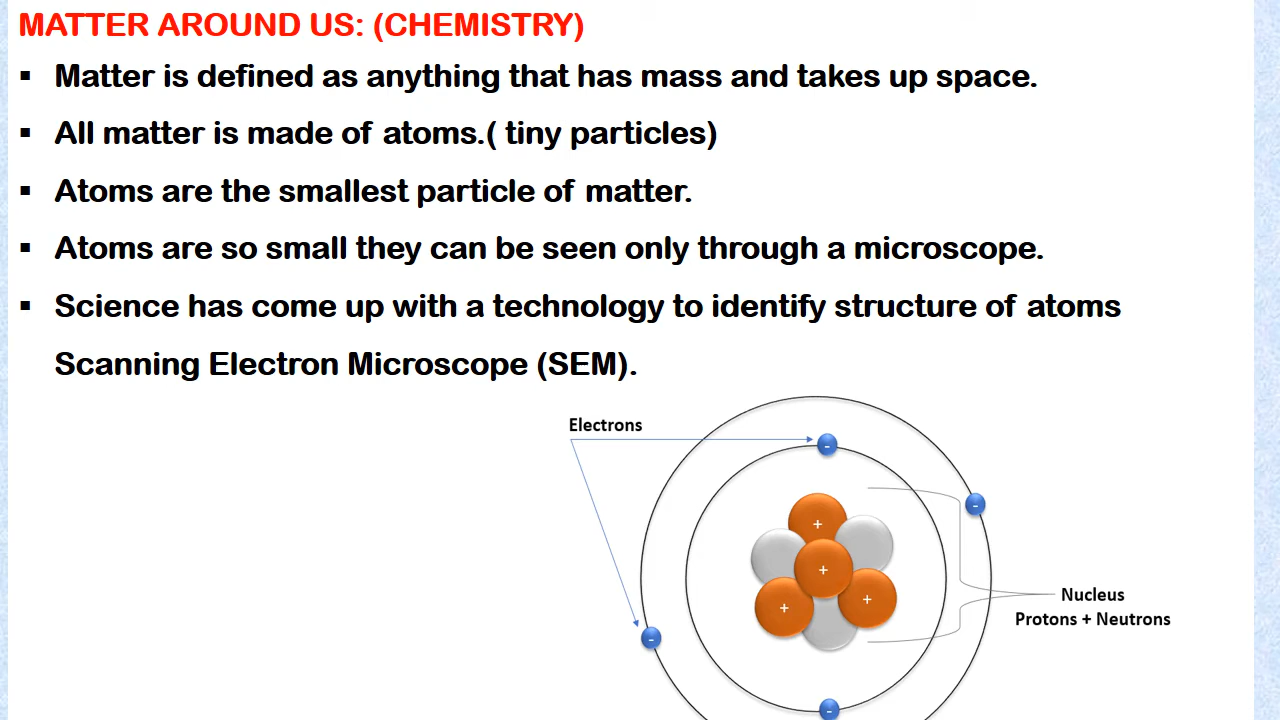 MATTER AROUND US: (CHEMISTRY)
▪ Matter is defined as anything that has mass and takes up space.
▪ All matter is made of atoms.( tiny particles)
▪ Atoms are the smallest particle of matter.
▪ Atoms are so small they can be seen only through a microscope.
▪ Science has come up with a technology to identify structure of atoms
Scanning Electron Microscope (SEM).
Electrons
-
-
+
+
+
+
Nucleus
Protons + Neutrons
-
-